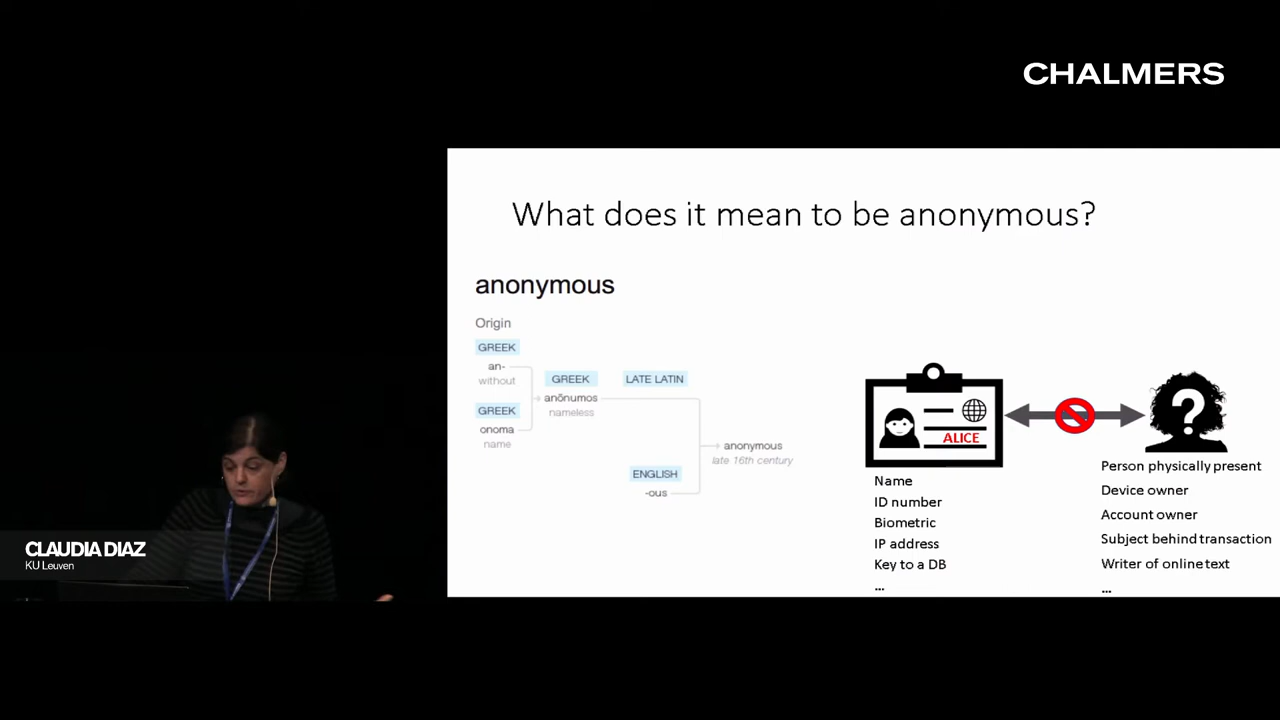 CHALMERS
What does it mean to be anonymous?
anonymous
Origin
GREEK
an-
without
GREEK
onoma
name
GREEK
anōnumos
nameless
LATE LATIN
ENGLISH
-ous
anonymous
late 16th century
ALICE
Name
ID number
Biometric
IP address
Key to a DB
...
?
Person physically present
Device owner
Account owner
Subject behind transaction
Writer of online text
...
CLAUDIA DIAZ
KU Leuven